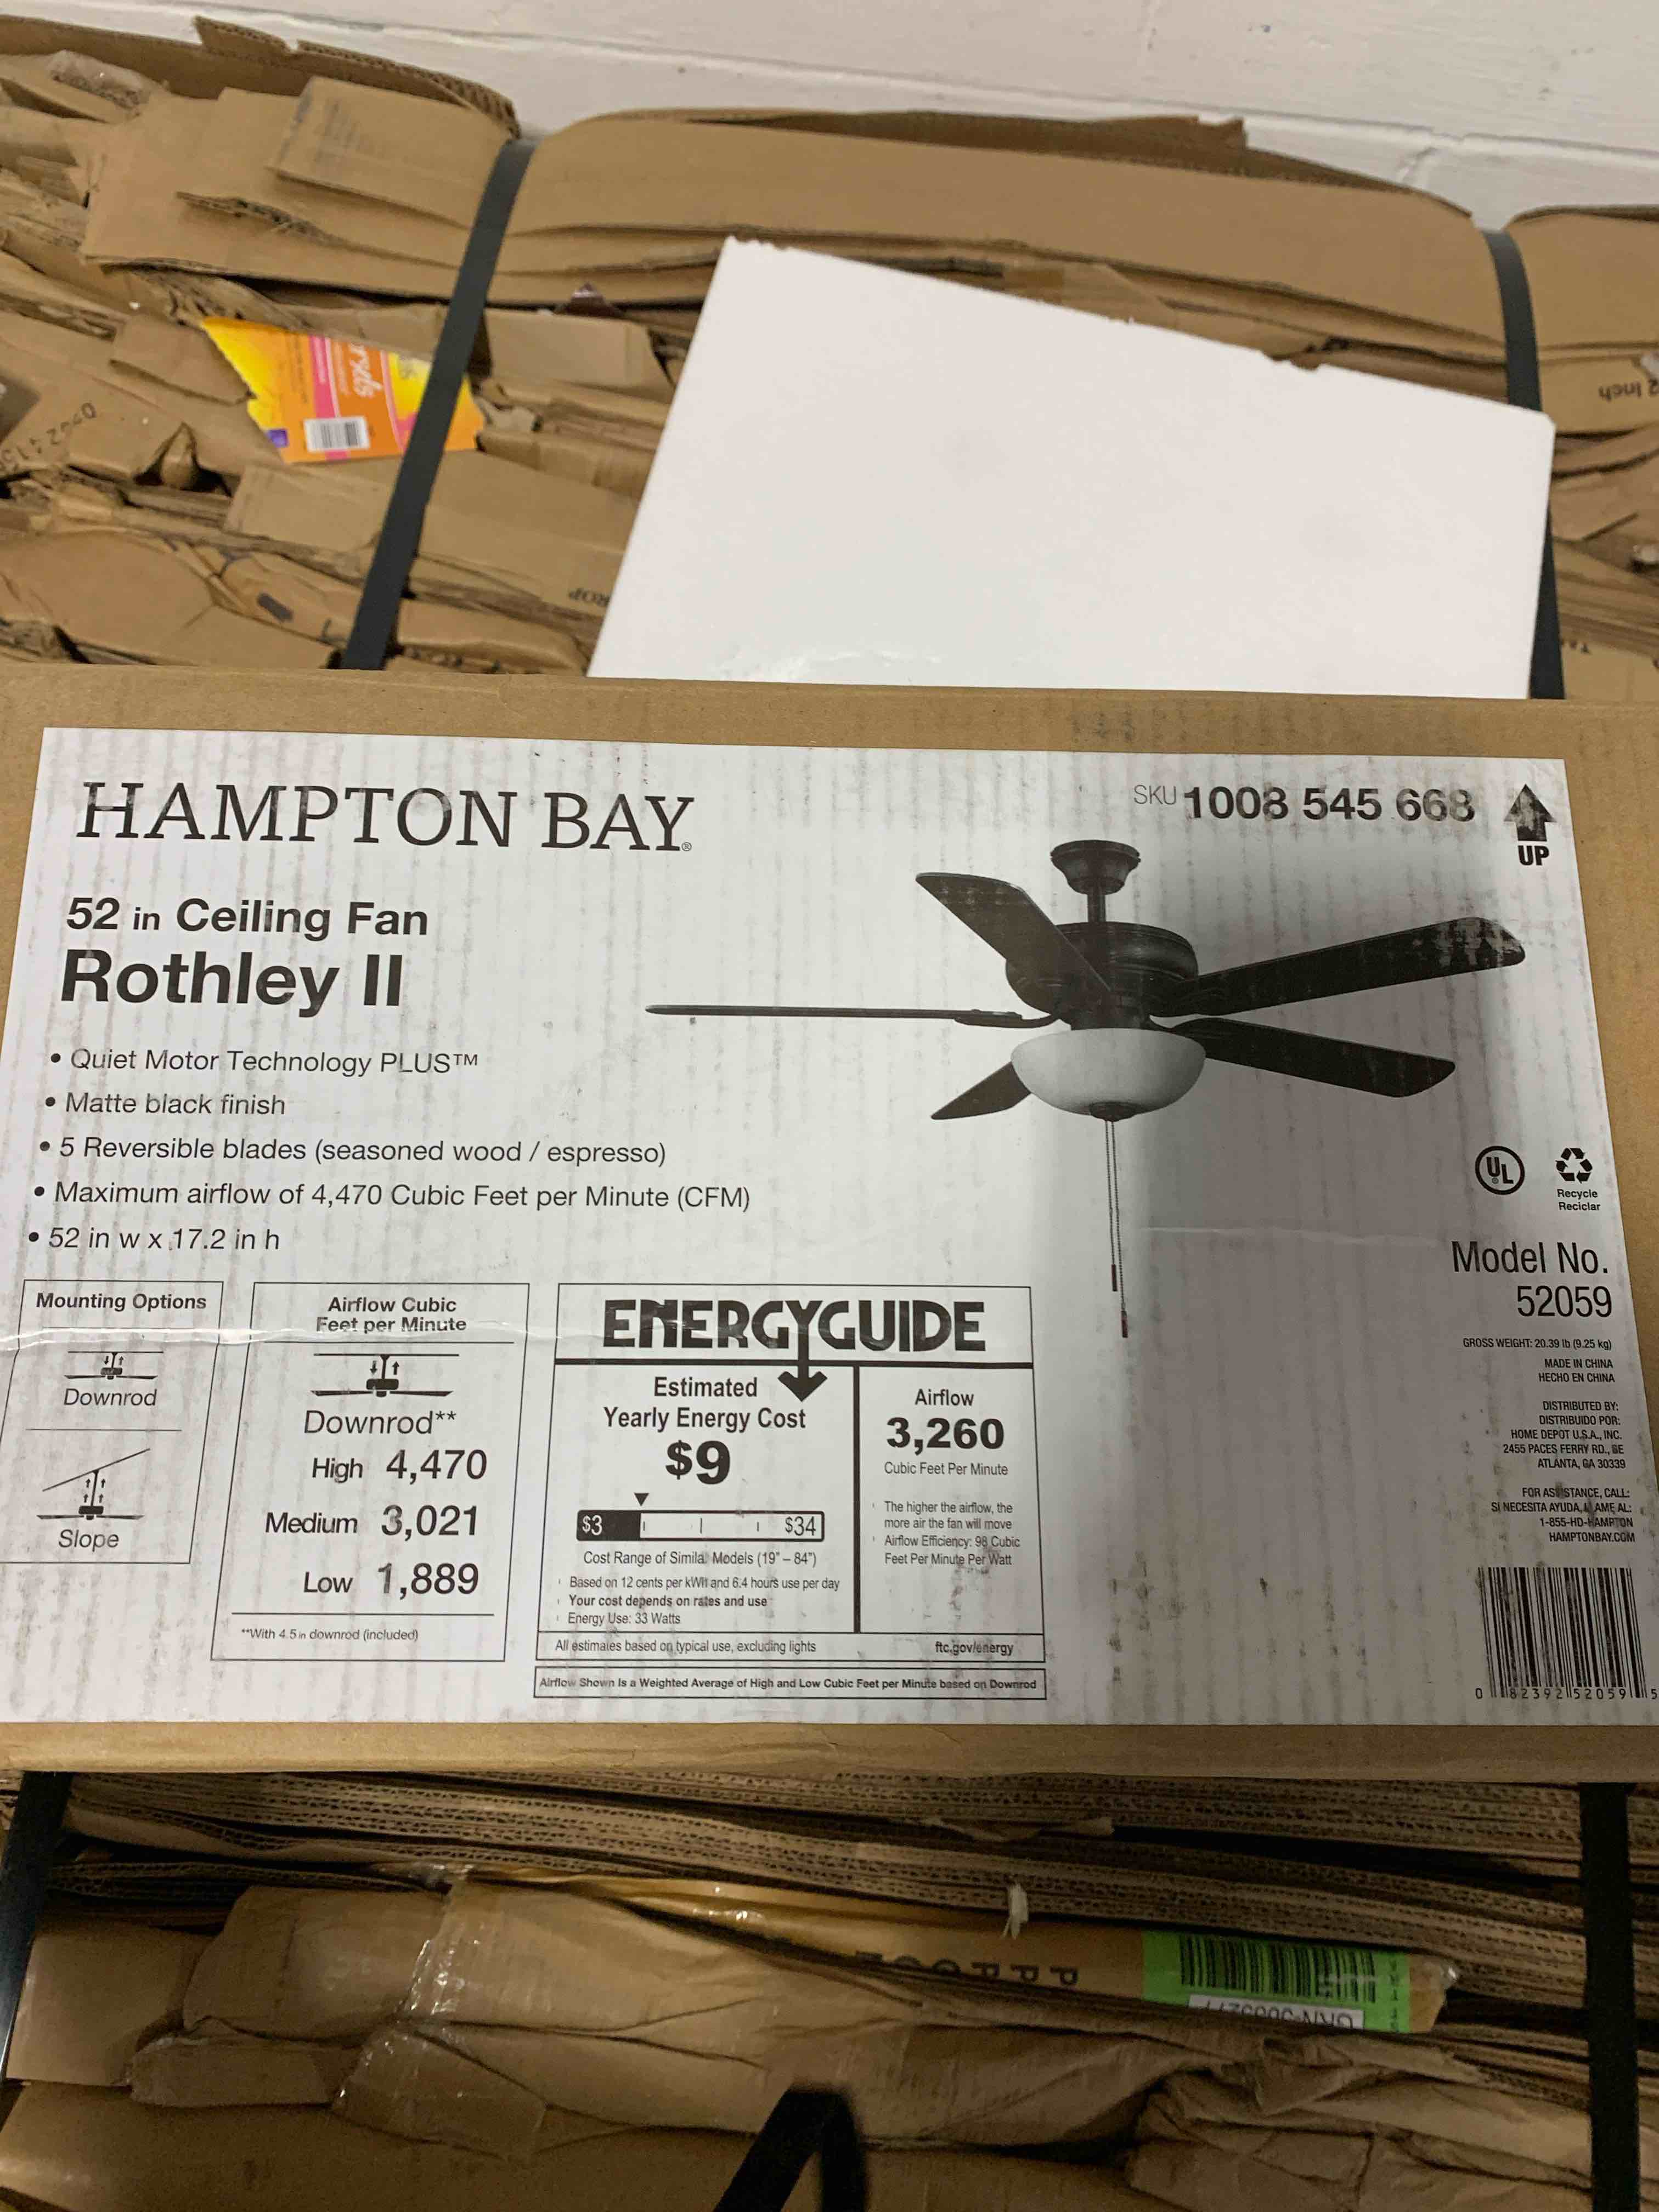 HAMPTON BAY®
SKU 1008 545 668
UP
52 in Ceiling Fan
Rothley II
• Quiet Motor Technology PLUS™
• Matte black finish
• 5 Reversible blades (seasoned wood / espresso)
• Maximum airflow of 4,470 Cubic Feet per Minute (CFM)
• 52 in w x 17.2 in h
Mounting Options
Downrod
Slope
Airflow Cubic
Feet per Minute
Downrod**
High 4,470
Medium 3,021
Low 1,889
**With 4.5 in downrod (included)
ENERGYGUIDE
Estimated
Yearly Energy Cost
$9
$3 $34
Cost Range of Similar Models (19" – 84")
Based on 12 cents per kWh and 6.4 hours use per day
Your cost depends on rates and use
Energy Use: 33 Watts
All estimates based on typical use, excluding lights
Airflow
3,260
Cubic Feet Per Minute
The higher the airflow, the
more air the fan will move
Airflow Efficiency: 98 Cubic
Feet Per Minute Per Watt
ftc.gov/energy
Airflow Shown Is a Weighted Average of High and Low Cubic Feet per Minute based on Downrod
UL
Recycle
Reciclar
Model No.
52059
GROSS WEIGHT: 20.39 lb (9.25 kg)
MADE IN CHINA
HECHO EN CHINA
DISTRIBUTED BY:
DISTRIBUIDO POR:
HOME DEPOT U.S.A., INC.
2455 PACES FERRY RD., SE
ATLANTA, GA 30339
FOR ASSISTANCE, CALL:
SI NECESITA AYUDA, LLAME AL:
1-855-HD-HAMPTON
HAMPTONBAY.COM
0 82392 52059 5